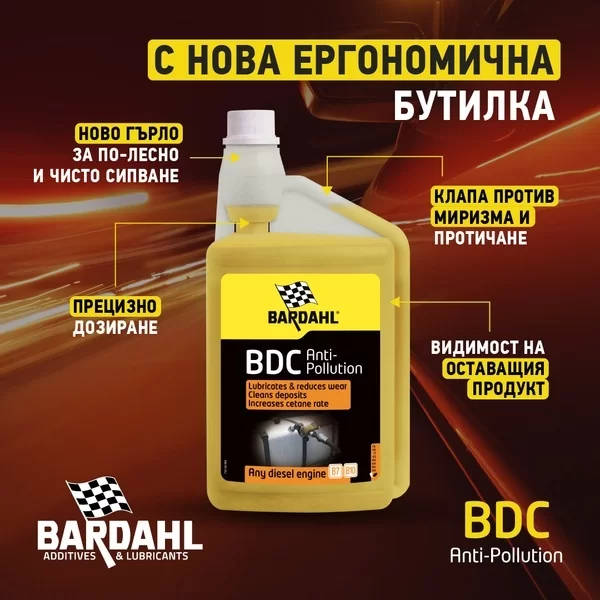 С НОВА ЕРГОНОМИЧНА
БУТИЛКА
НОВО ГЪРЛО
ЗА ПО-ЛЕСНО
И ЧИСТО СИПВАНЕ
КЛАПА ПРОТИВ
МИРИЗМА И
ПРОТИЧАНЕ
ПРЕЦИЗНО
ДОЗИРАНЕ
ВИДИМОСТ НА
ОСТАВАЩИЯ
ПРОДУКТ
BARDAHL®
BDC Anti-
Pollution
Lubricates & reduces wear
Cleans deposits
Increases cetane rate
Any diesel engine B7 B10
BARDAHL
ADDITIVES & LUBRICANTS
BDC
Anti-Pollution